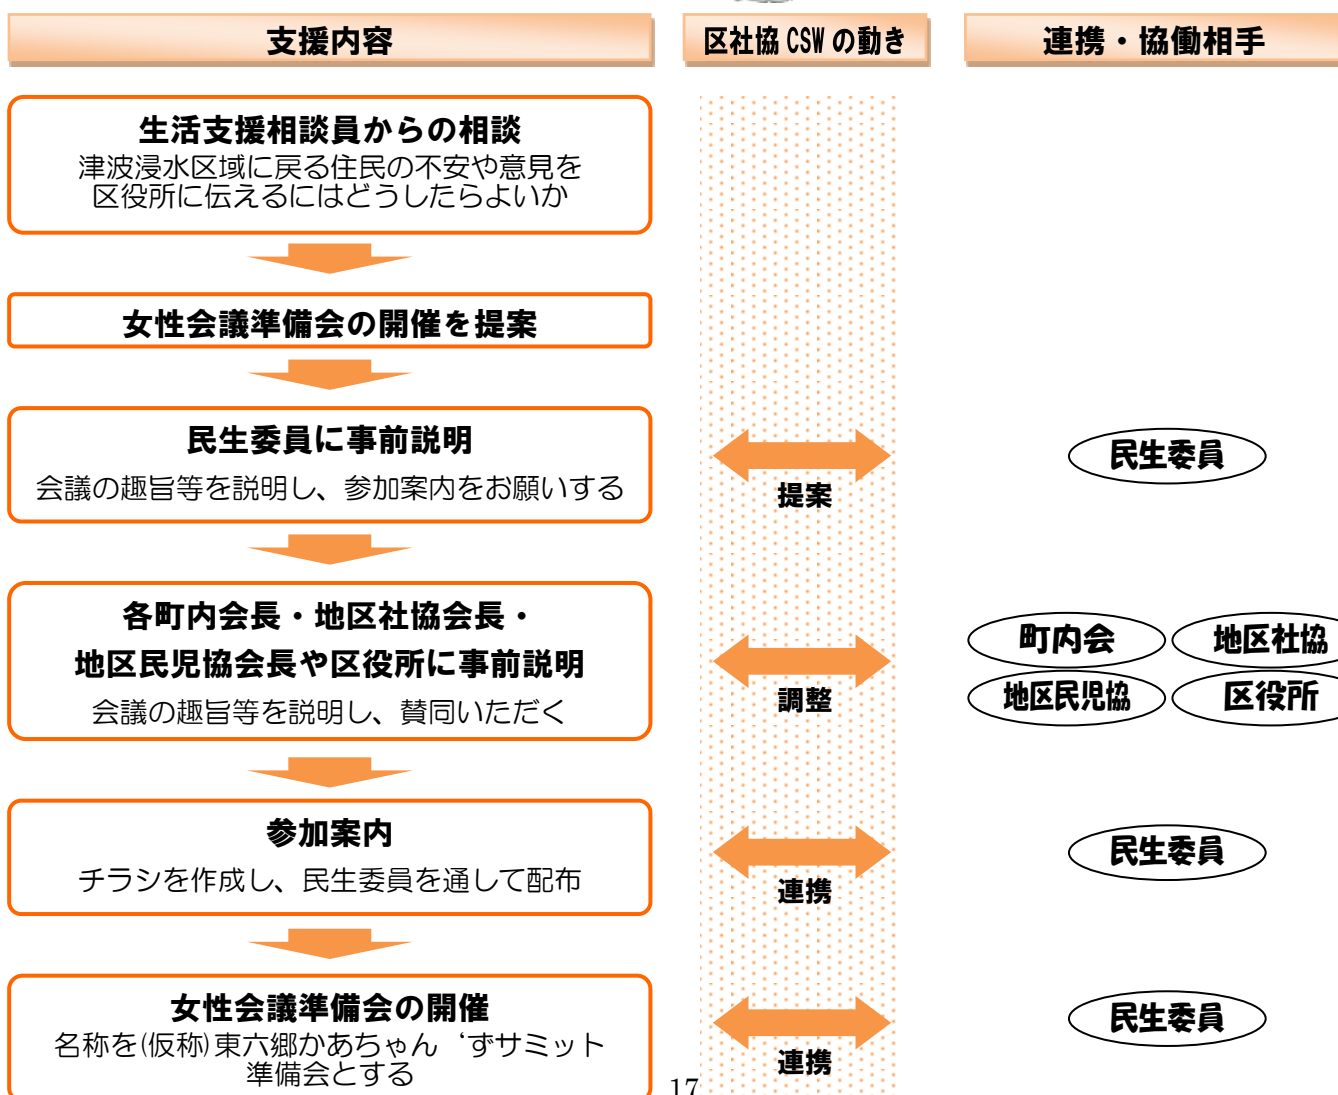 支援内容
区社協CSWの動き
連携・協働相手
生活支援相談員からの相談
津波浸水区域に戻る住民の不安や意見を
区役所に伝えるにはどうしたらよいか
女性会議準備会の開催を提案
民生委員に事前説明
会議の趣旨等を説明し、参加案内をお願いする
提案
民生委員
各町内会長・地区社協会長・
地区民児協会長や区役所に事前説明
会議の趣旨等を説明し、賛同いただく
調整
町内会
地区社協
地区民児協
区役所
参加案内
チラシを作成し、民生委員を通して配布
連携
民生委員
女性会議準備会の開催
名称を(仮称)東六郷かあちゃん‘ずサミット
準備会とする
連携
民生委員
17